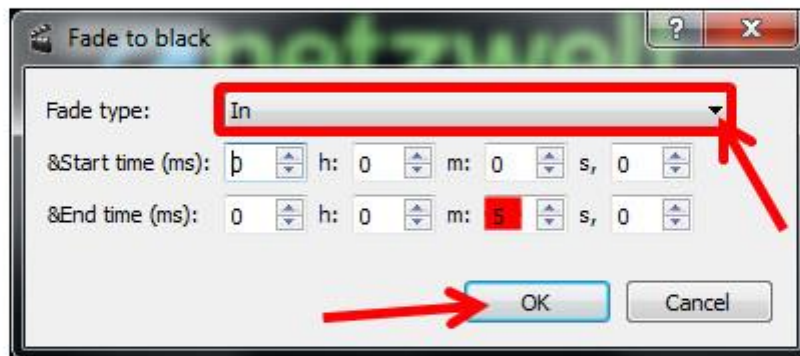 Fade to black
netzwelt
?
X
Fade type: In
&Start time (ms): 0 h: 0 m: 0 s, 0
&End time (ms): 0 h: 0 m: 5 s, 0
OK Cancel